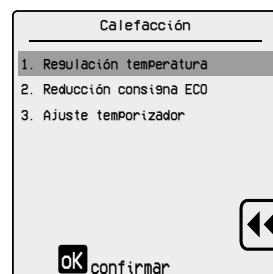 Calefacción
1. Regulación temperatura
2. Reducción consigna ECO
3. Ajuste temporizador
OK confirmar